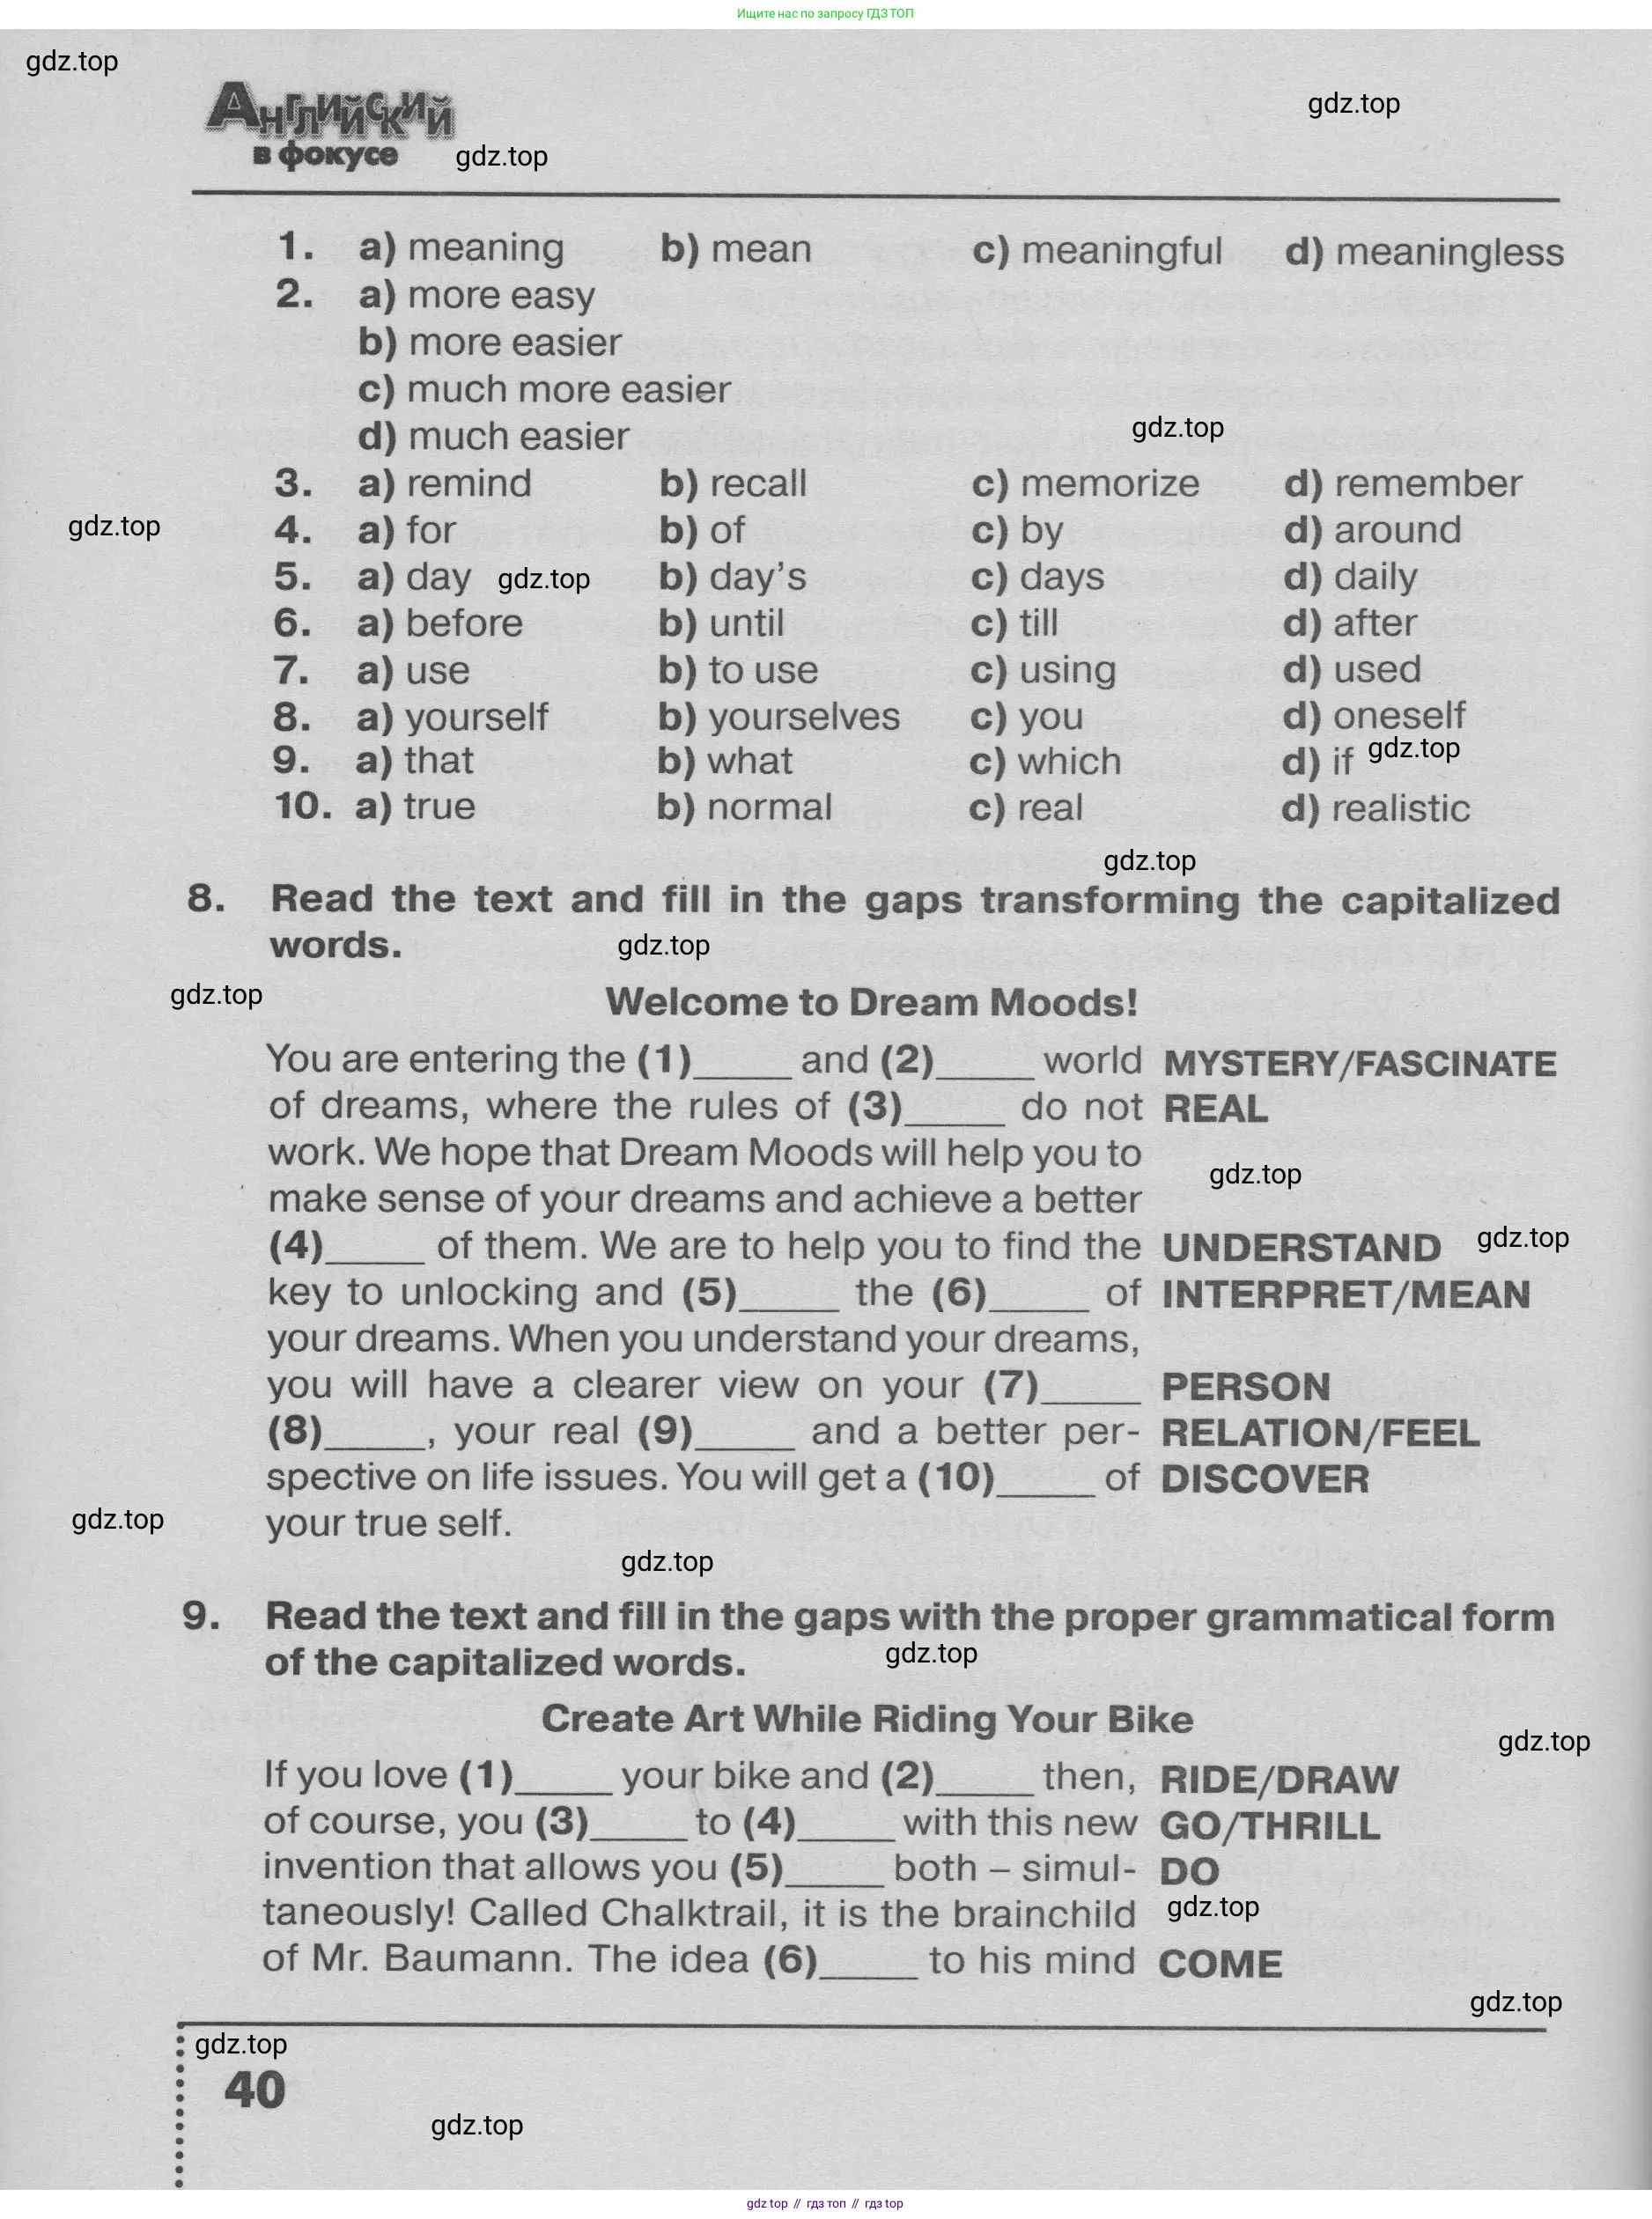 Ищите нас по запросу ГДЗ ТОП
gdz.top
Английский
в фокусе
gdz.top
gdz.top
1. a) meaning b) mean c) meaningful d) meaningless
2. a) more easy
b) more easier
c) much more easier
d) much easier
gdz.top
3. a) remind b) recall c) memorize d) remember
gdz.top
4. a) for b) of c) by d) around
5. a) day gdz.top b) day's c) days d) daily
6. a) before b) until c) till d) after
7. a) use b) to use c) using d) used
8. a) yourself b) yourselves c) you d) oneself
9. a) that b) what c) which d) if gdz.top
10. a) true b) normal c) real d) realistic
gdz.top
8. Read the text and fill in the gaps transforming the capitalized
words.
gdz.top
gdz.top
Welcome to Dream Moods!
You are entering the (1)_____ and (2)_____ world MYSTERY/FASCINATE
of dreams, where the rules of (3)_____ do not REAL
work. We hope that Dream Moods will help you to
gdz.top
make sense of your dreams and achieve a better
(4)_____ of them. We are to help you to find the UNDERSTAND gdz.top
key to unlocking and (5)_____ the (6)_____ of INTERPRET/MEAN
your dreams. When you understand your dreams,
you will have a clearer view on your (7)_____ PERSON
(8)_____, your real (9)_____ and a better per- RELATION/FEEL
spective on life issues. You will get a (10)_____ of DISCOVER
gdz.top
your true self.
gdz.top
9. Read the text and fill in the gaps with the proper grammatical form
of the capitalized words.
gdz.top
Create Art While Riding Your Bike
gdz.top
If you love (1)_____ your bike and (2)_____ then, RIDE/DRAW
of course, you (3)_____ to (4)_____ with this new GO/THRILL
invention that allows you (5)_____ both – simul- DO
taneously! Called Chalktrail, it is the brainchild gdz.top
of Mr. Baumann. The idea (6)_____ to his mind COME
gdz.top
gdz.top
40
gdz.top
gdz top // гдз топ // гдз top